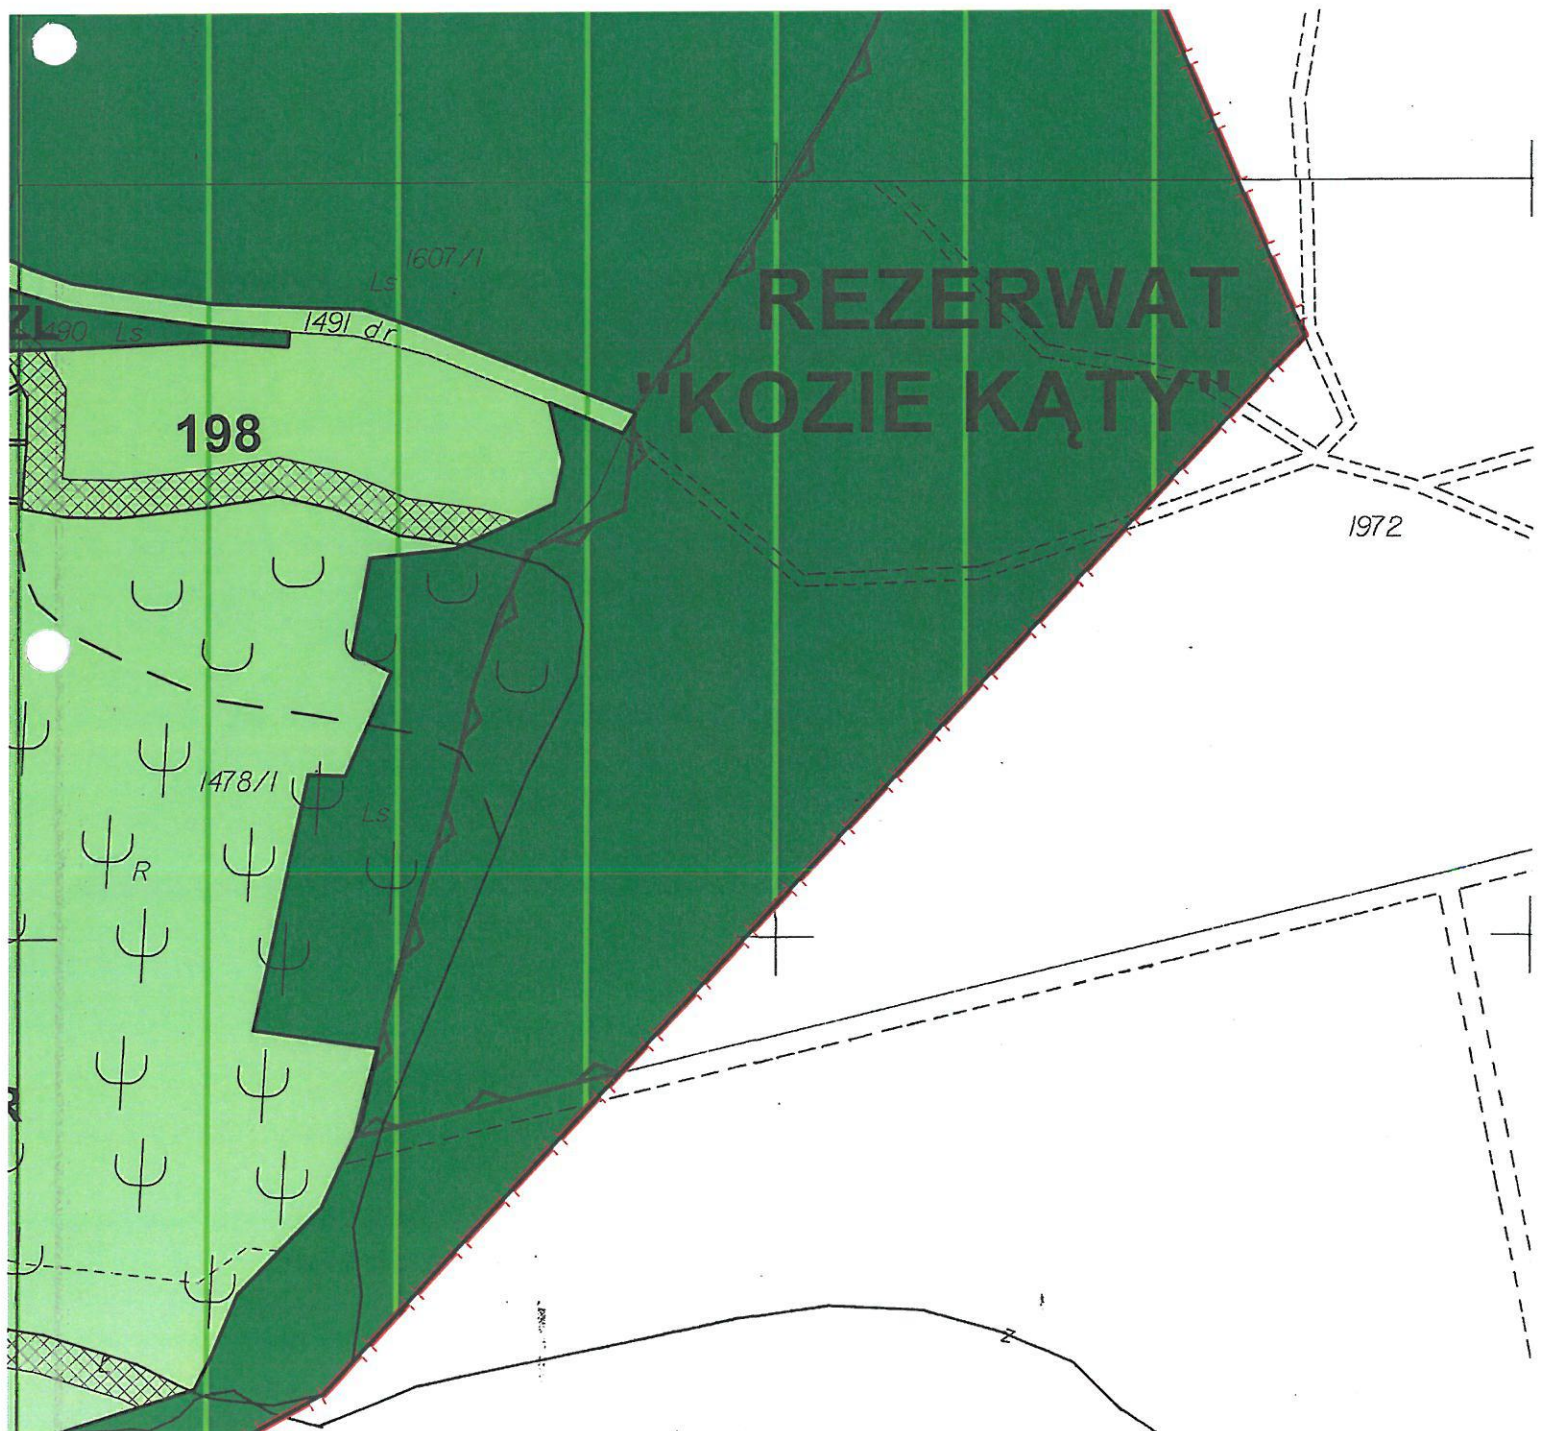 1607/1
Ls
REZERWAT
ZL
490 Ls
1491 dr
"KOZIE KĄTY"
198
1972
1478/1
Ls
R
Z